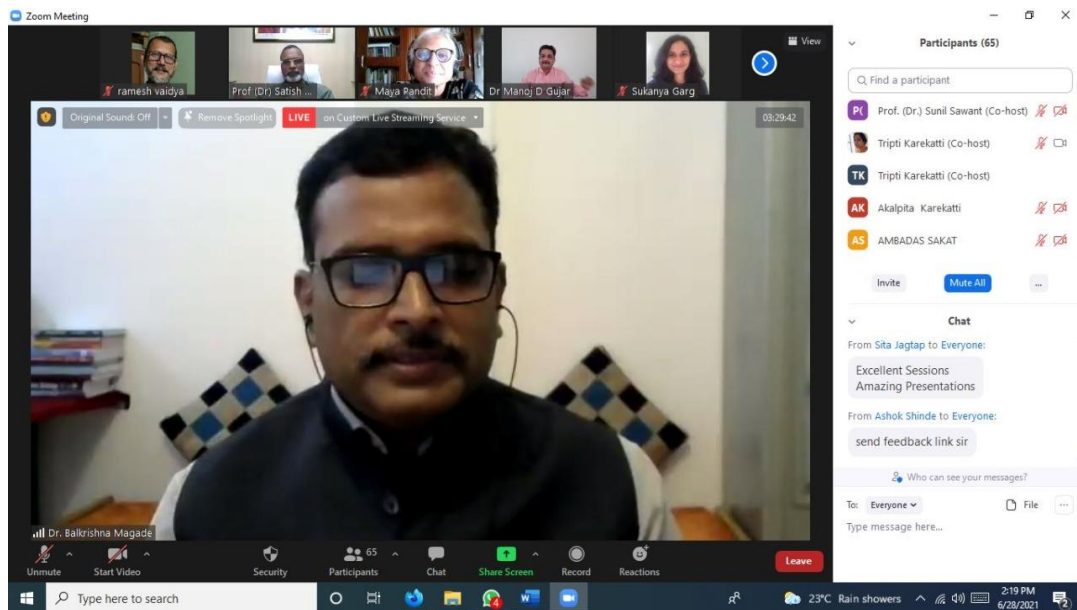 Zoom Meeting
View
ramesh vaidya
Prof (Dr) Satish ...
Maya Pandit
Dr Manoj D Gujar
Sukanya Garg
Original Sound: Off
Remove Spotlight
LIVE on Custom Live Streaming Service
03:29:42
Dr. Balkrishna Magade
Participants (65)
Find a participant
P( Prof. (Dr.) Sunil Sawant (Co-host)
Tripti Karekatti (Co-host)
TK Tripti Karekatti (Co-host)
AK Akalpita Karekatti
AS AMBADAS SAKAT
Invite
Mute All
...
Chat
From Sita Jagtap to Everyone:
Excellent Sessions
Amazing Presentations
From Ashok Shinde to Everyone:
send feedback link sir
Who can see your messages?
To: Everyone
File
...
Type message here...
Unmute
Start Video
Security
65
Participants
Chat
Share Screen
Record
Reactions
Leave
Type here to search
4
W
23°C Rain showers
2:19 PM
6/28/2021
2